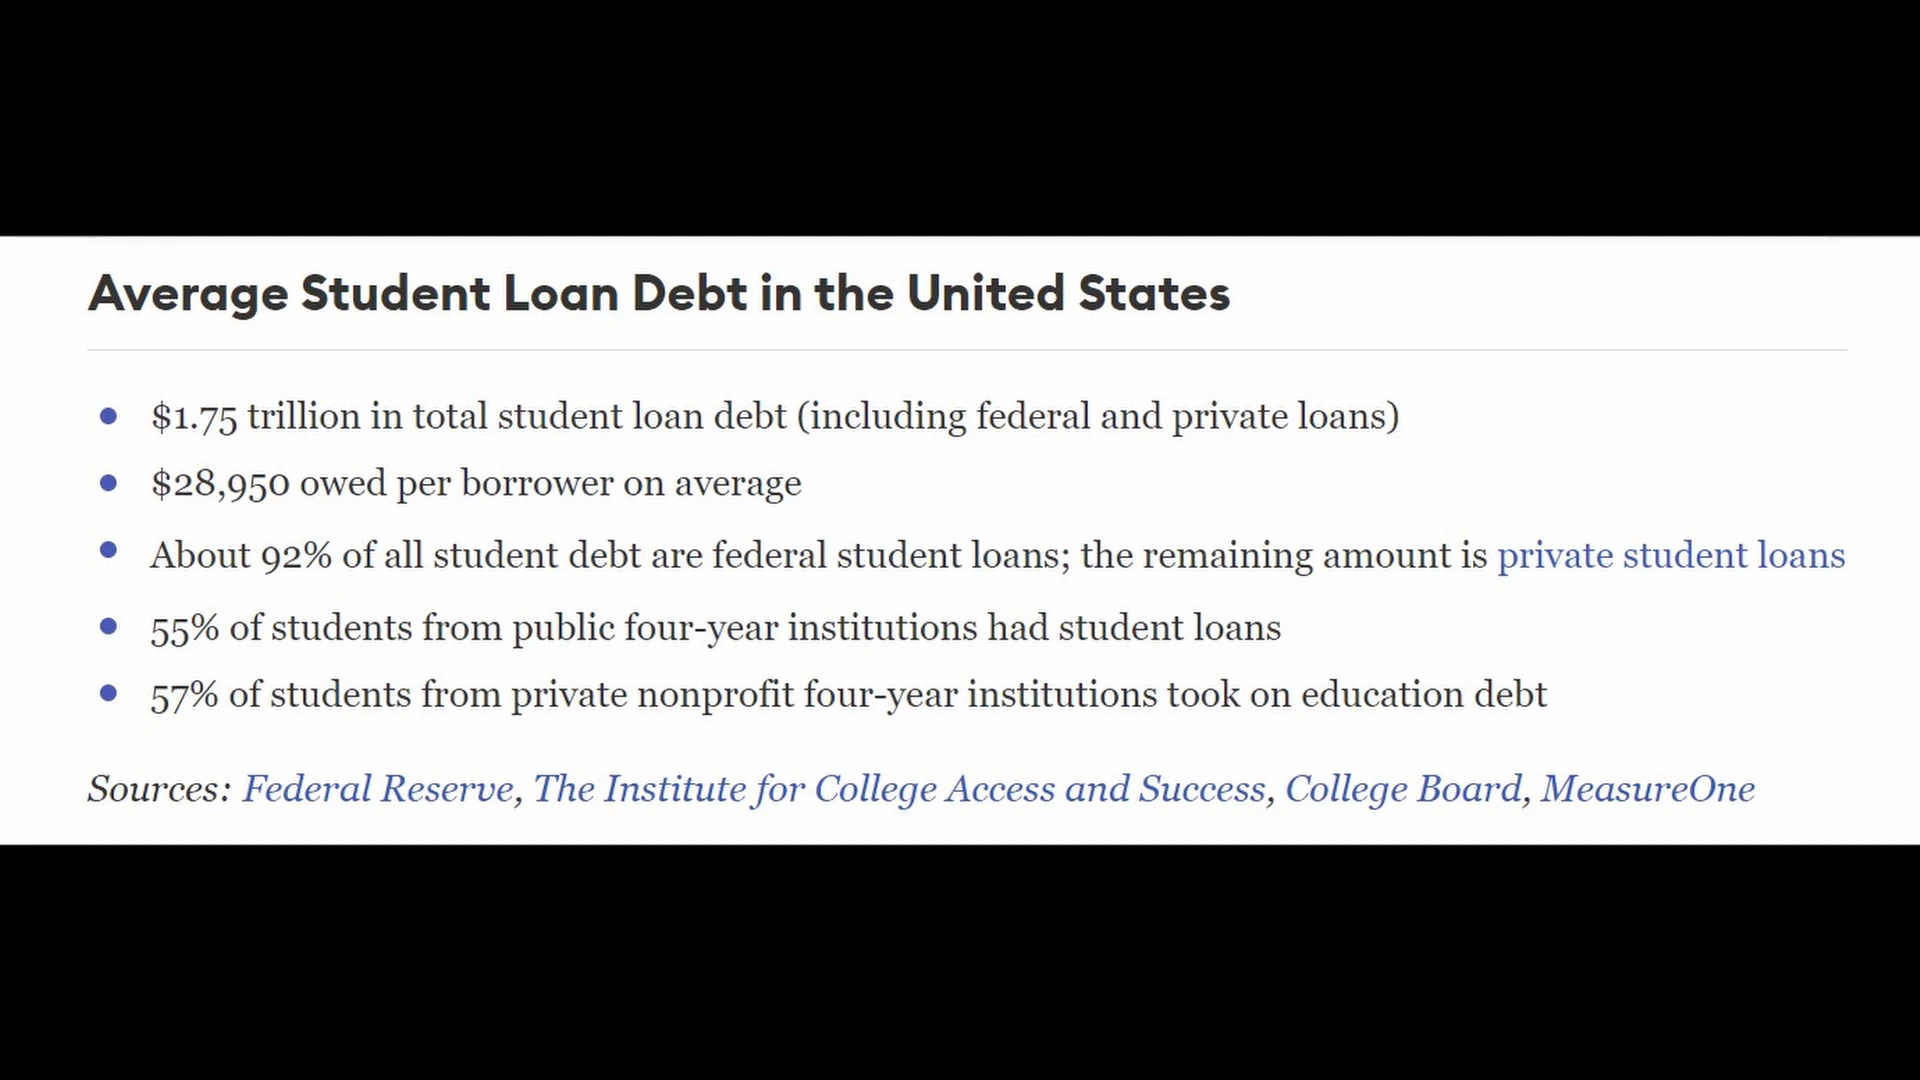 Average Student Loan Debt in the United States
$1.75 trillion in total student loan debt (including federal and private loans)
$28,950 owed per borrower on average
About 92% of all student debt are federal student loans; the remaining amount is private student loans
55% of students from public four-year institutions had student loans
57% of students from private nonprofit four-year institutions took on education debt
Sources: Federal Reserve, The Institute for College Access and Success, College Board, MeasureOne